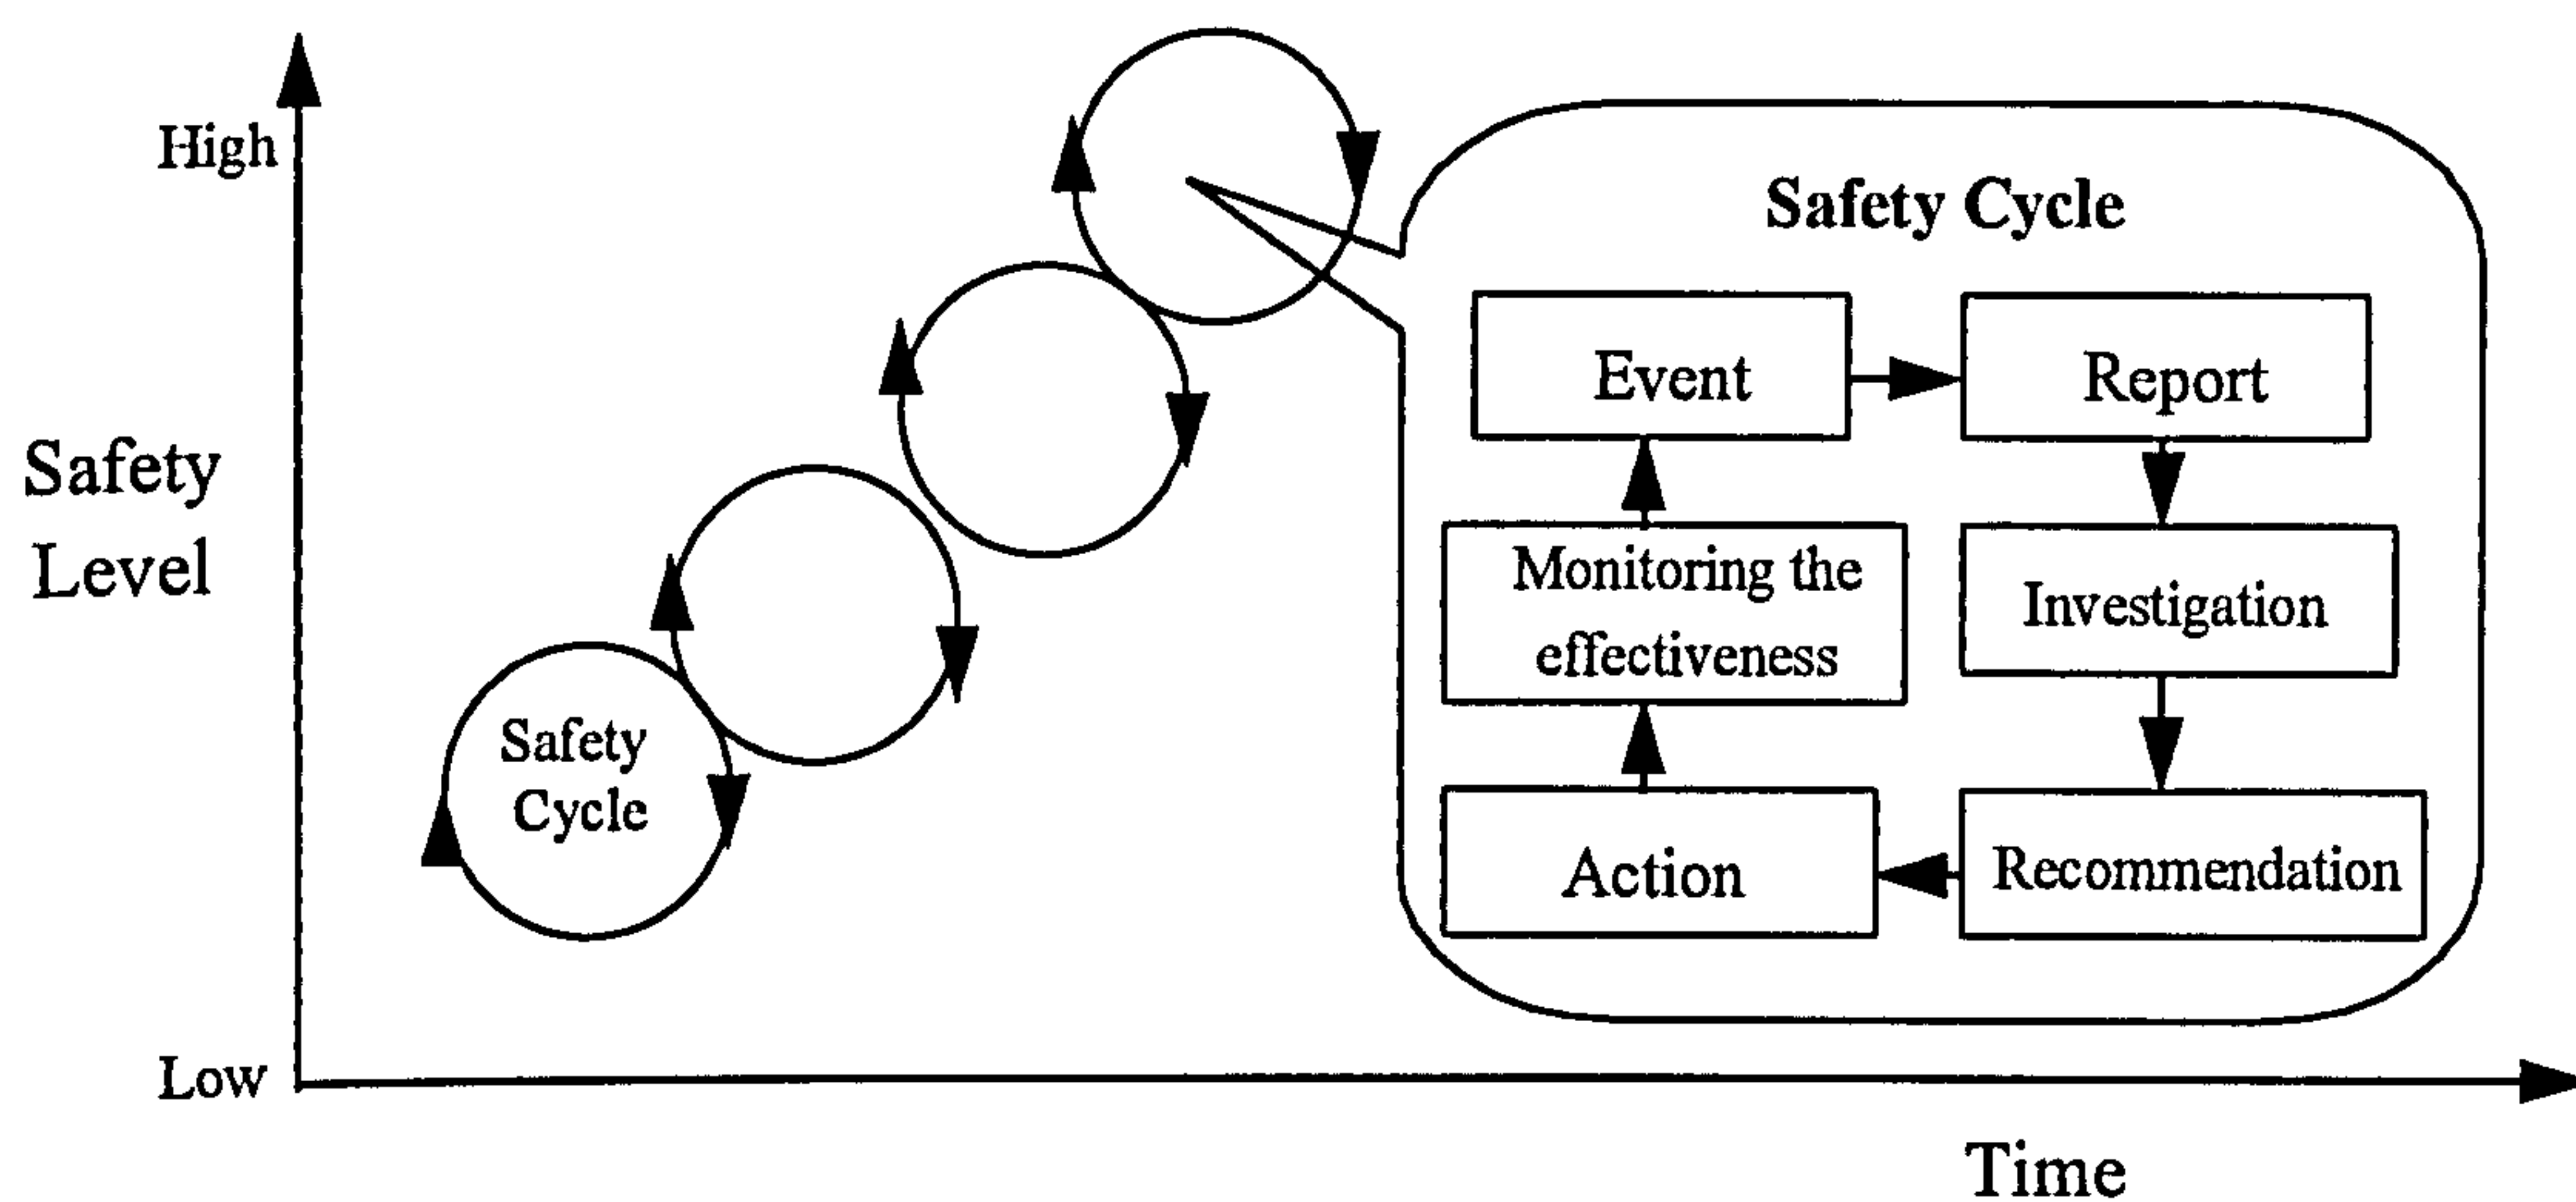 High
Safety
Level
Low
Safety
Cycle
Safety Cycle
Event
Report
Monitoring the
effectiveness
Investigation
Action
Recommendation
Time